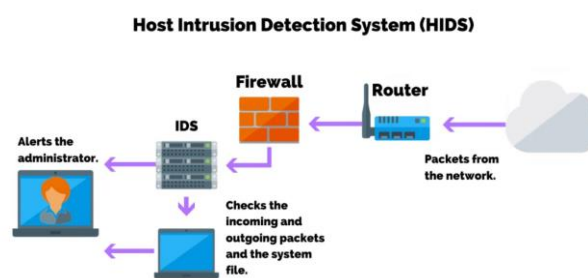 Host Intrusion Detection System (HIDS)
Firewall
Router
IDS
Alerts the
administrator.
Packets from
the network.
Checks the
incoming and
outgoing packets
and the system
file.